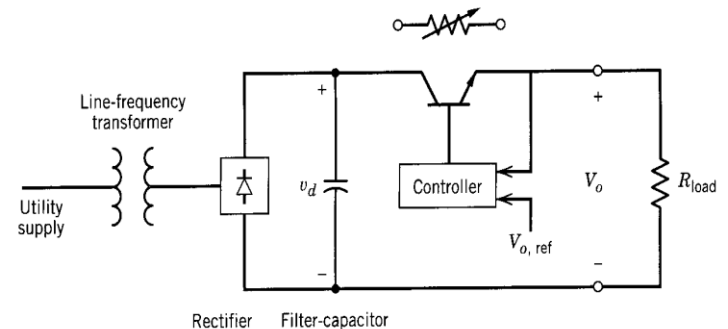 Line-frequency
transformer
+
+
v_d
Controller
V_o
R_load
Utility
supply
V_o, ref
−
−
Rectifier
Filter-capacitor